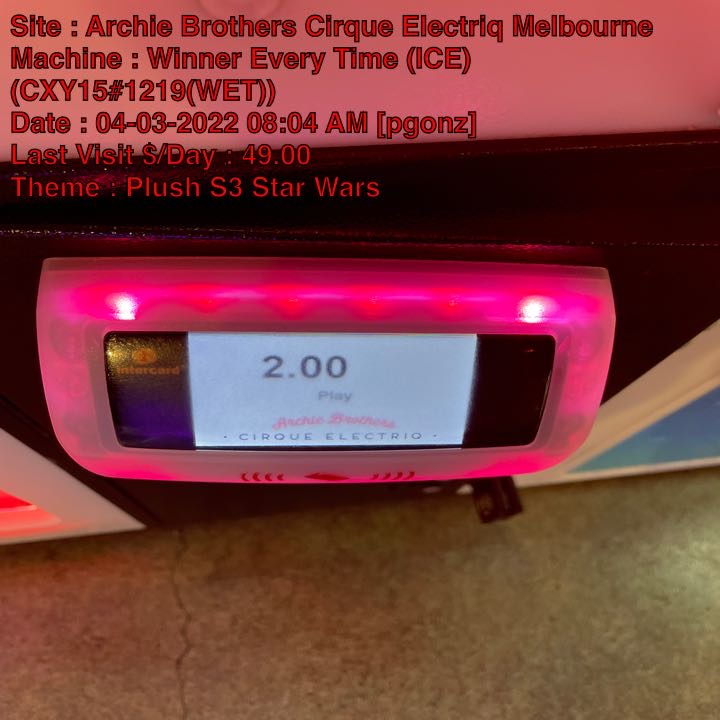 Site : Archie Brothers Cirque Electriq Melbourne
Machine : Winner Every Time (ICE)
(CXY15#1219(WET))
Date : 04-03-2022 08:04 AM [pgonz]
Last Visit $/Day : 49.00
Theme : Plush S3 Star Wars
intercard
2.00
Play
Archie Brothers
· CIRQUE ELECTRIQ ·